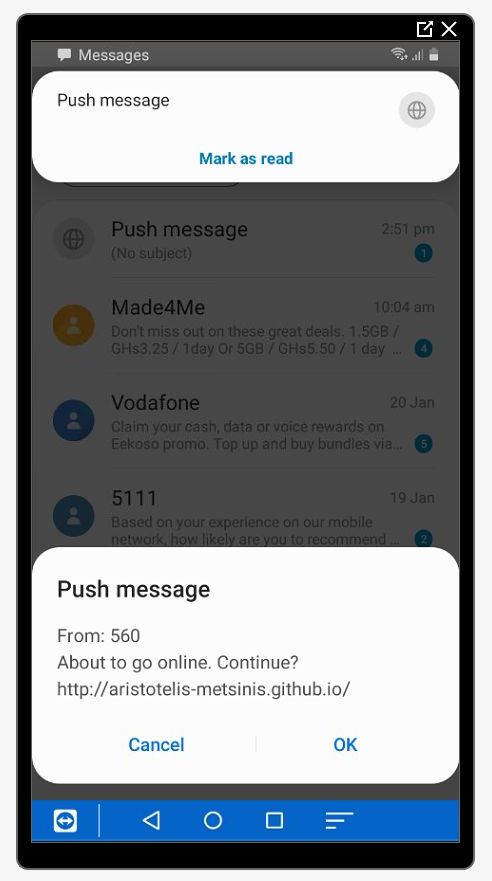 Messages
Push message
Mark as read
Push message
2:51 pm
(No subject)
1
Made4Me
10:04 am
Don't miss out on these great deals. 1.5GB /
GHs3.25 / 1day Or 5GB / GHs5.50 / 1 day ...
4
Vodafone
20 Jan
Claim your cash, data or voice rewards on
Eekoso promo. Top up and buy bundles via...
5
5111
19 Jan
Based on your experience on our mobile
network, how likely are you to recommend ...
2
Push message
From: 560
About to go online. Continue?
http://aristotelis-metsinis.github.io/
Cancel
OK